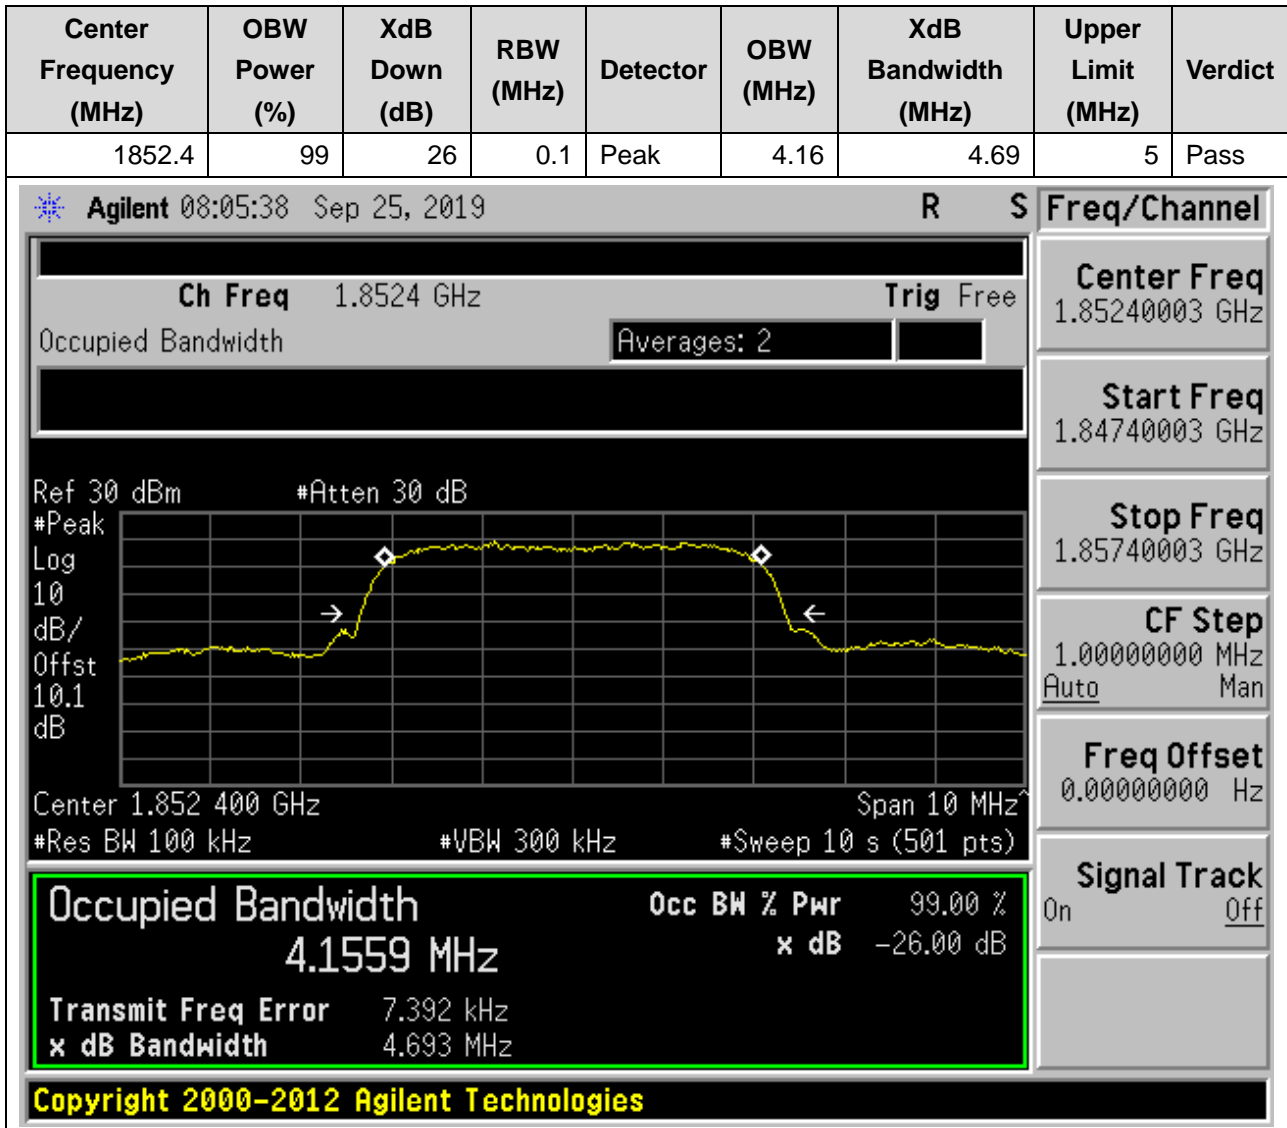 Center Frequency (MHz) OBW Power (%) XdB Down (dB) RBW (MHz) Detector OBW (MHz) XdB Bandwidth (MHz) Upper Limit (MHz) Verdict
1852.4 99 26 0.1 Peak 4.16 4.69 5 Pass
Agilent 08:05:38 Sep 25, 2019 R S Freq/Channel
Ch Freq 1.8524 GHz Trig Free
Occupied Bandwidth Averages: 2
Center Freq
1.85240003 GHz
Start Freq
1.84740003 GHz
Stop Freq
1.85740003 GHz
CF Step
1.00000000 MHz
Auto Man
Freq Offset
0.00000000 Hz
Signal Track
On Off
Ref 30 dBm #Atten 30 dB
#Peak
Log
10
dB/
Offst
10.1
dB
Center 1.852 400 GHz Span 10 MHz^
#Res BW 100 kHz #VBW 300 kHz #Sweep 10 s (501 pts)
Occupied Bandwidth Occ BW % Pwr 99.00 %
4.1559 MHz x dB -26.00 dB
Transmit Freq Error 7.392 kHz
x dB Bandwidth 4.693 MHz
Copyright 2000-2012 Agilent Technologies